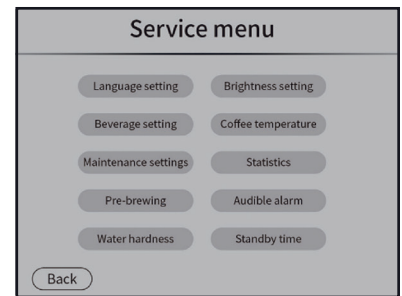 Service menu
Language setting
Brightness setting
Beverage setting
Coffee temperature
Maintenance settings
Statistics
Pre-brewing
Audible alarm
Water hardness
Standby time
Back